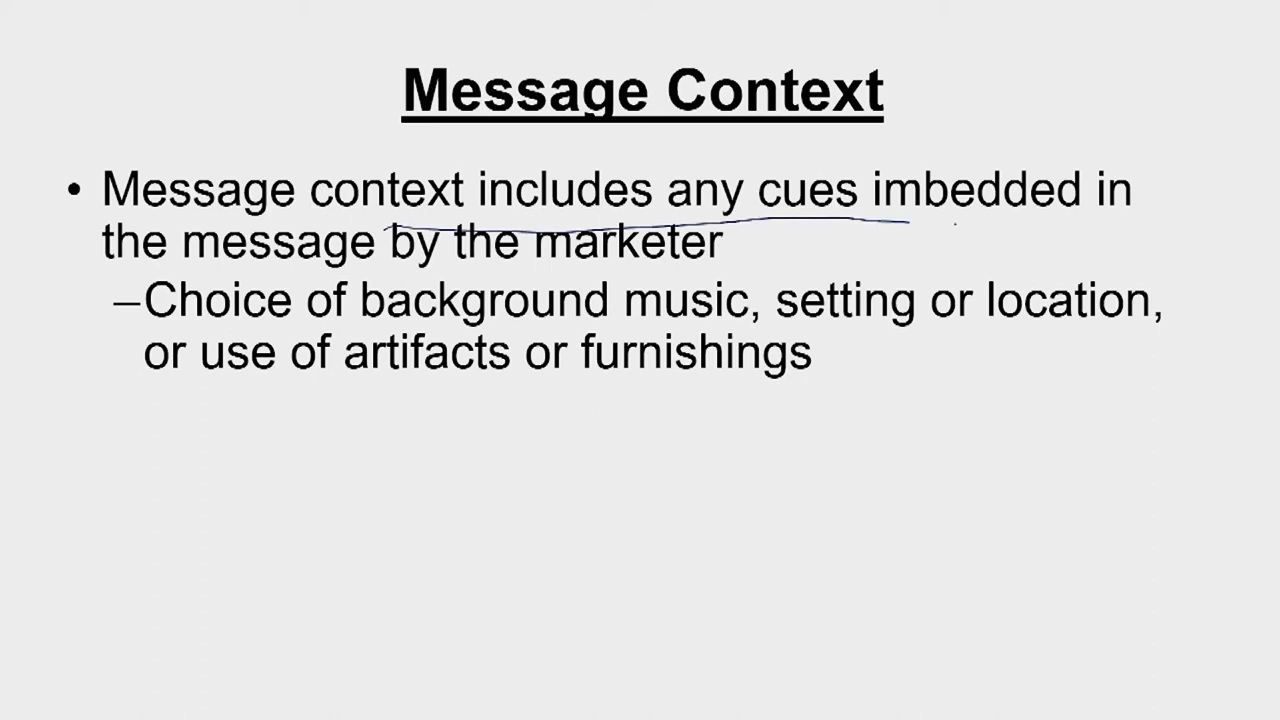 Message Context
• Message context includes any cues imbedded in
the message by the marketer
–Choice of background music, setting or location,
or use of artifacts or furnishings